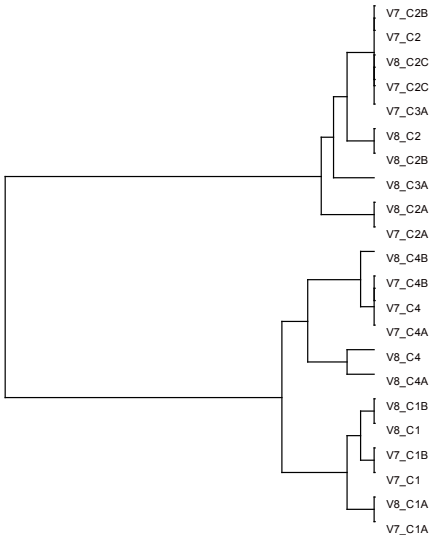 V7_C2B
V7_C2
V8_C2C
V7_C2C
V7_C3A
V8_C2
V8_C2B
V8_C3A
V8_C2A
V7_C2A
V8_C4B
V7_C4B
V7_C4
V7_C4A
V8_C4
V8_C4A
V8_C1B
V8_C1
V7_C1B
V7_C1
V8_C1A
V7_C1A